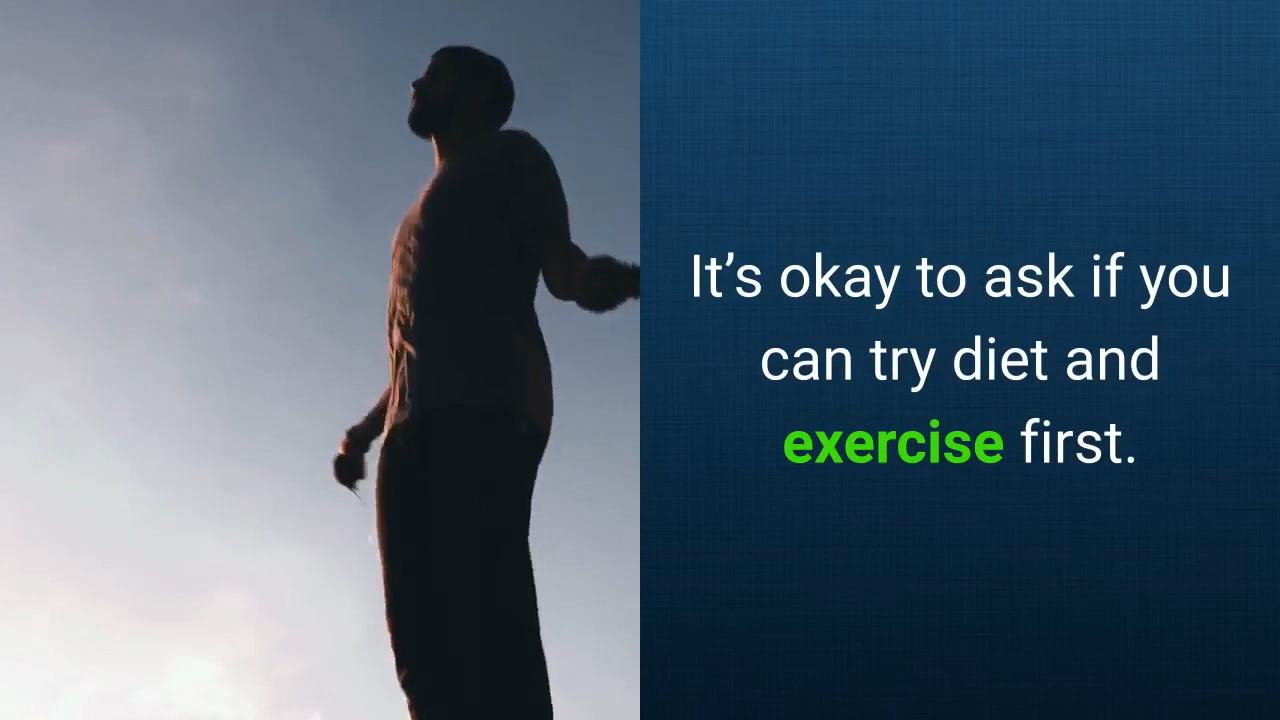 It’s okay to ask if you
can try diet and
exercise first.